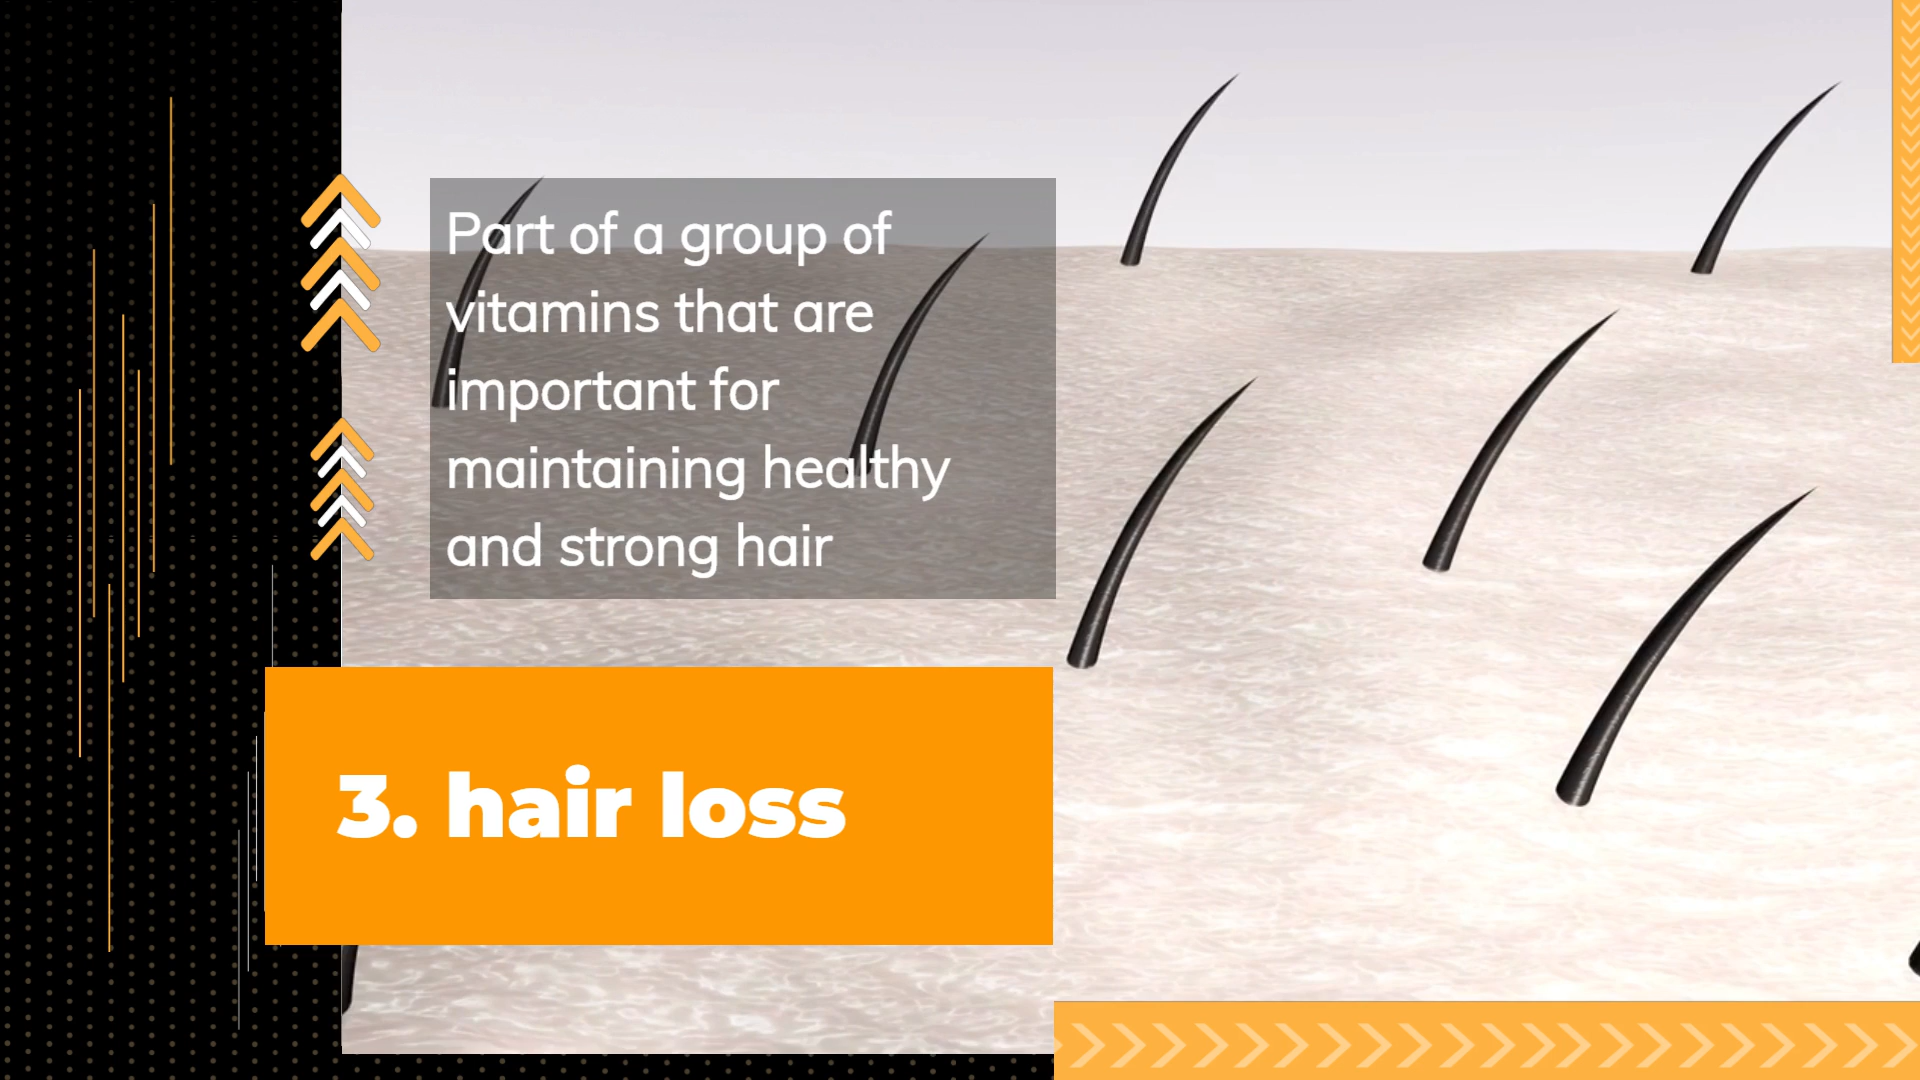 Part of a group of
vitamins that are
important for
maintaining healthy
and strong hair
3. hair loss